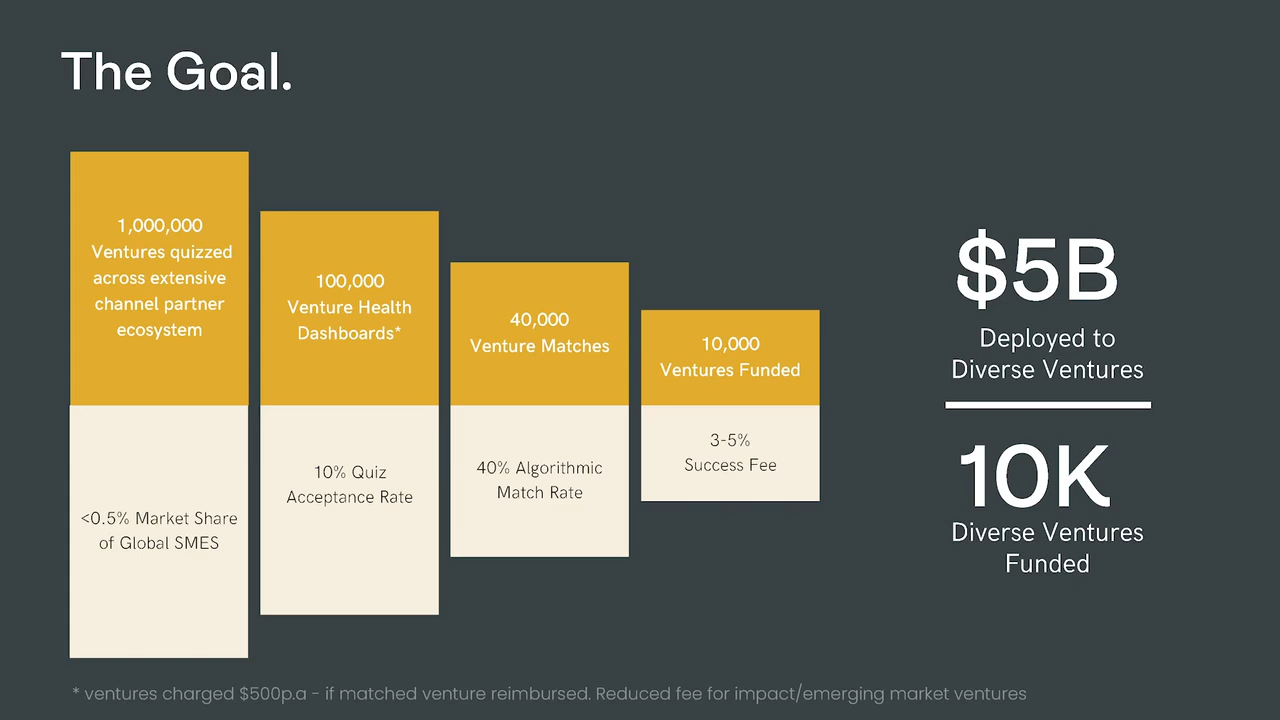 The Goal.
1,000,000
Ventures quizzed
across extensive
channel partner
ecosystem
<0.5% Market Share
of Global SMES
100,000
Venture Health
Dashboards*
10% Quiz
Acceptance Rate
40,000
Venture Matches
40% Algorithmic
Match Rate
10,000
Ventures Funded
3-5%
Success Fee
$5B
Deployed to
Diverse Ventures
10K
Diverse Ventures
Funded
* ventures charged $500p.a - if matched venture reimbursed. Reduced fee for impact/emerging market ventures